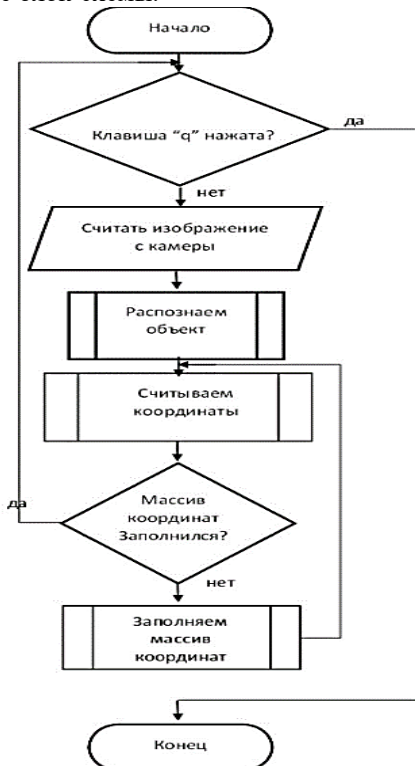 Начало
Клавиша “q” нажата?
да
нет
Считать изображение
с камеры
Распознаем
объект
Считываем
координаты
Массив
координат
Заполнился?
да
нет
Заполняем
массив
координат
Конец